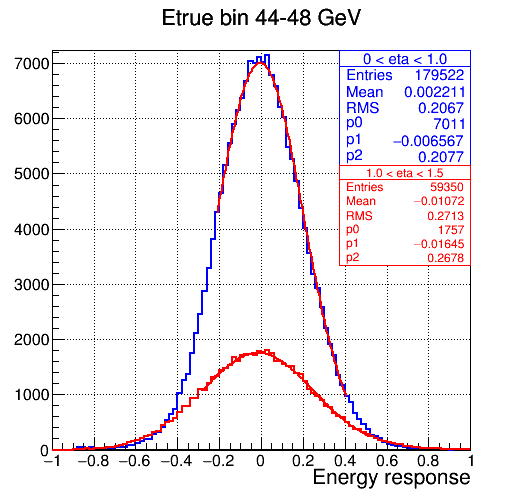 Etrue bin 44-48 GeV
0 < eta < 1.0
Entries 179522
Mean 0.002211
RMS 0.2067
p0 7011
p1 −0.006567
p2 0.2077
1.0 < eta < 1.5
Entries 59350
Mean −0.01072
RMS 0.2713
p0 1757
p1 −0.01645
p2 0.2678
7000
6000
5000
4000
3000
2000
1000
0
−1 −0.8 −0.6 −0.4 −0.2 0 0.2 0.4 0.6 0.8 1
Energy response